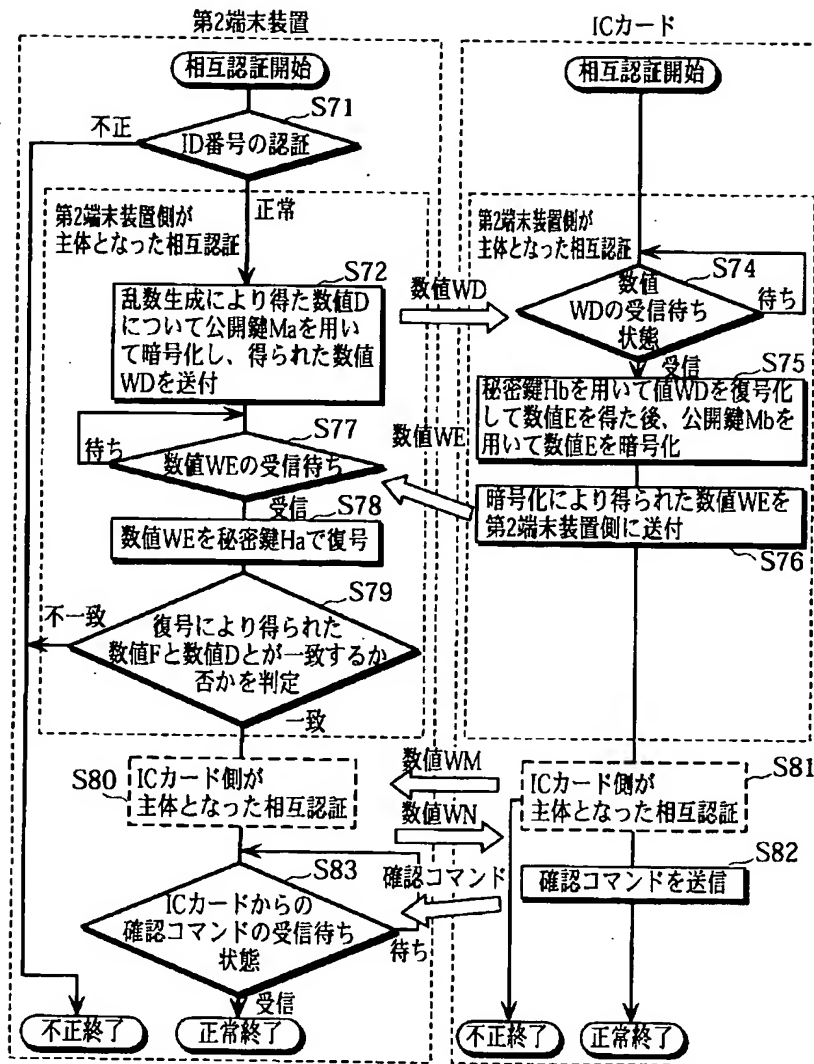 第2端末装置
相互認証開始
S71
不正
ID番号の認証
正常
第2端末装置側が
主体となった相互認証
S72
乱数生成により得た数値D
について公開鍵Maを用い
て暗号化し、得られた数値
WDを送付
数値WD
S77
待ち
数値WEの受信待ち
数値WE
受信
S78
数値WEを秘密鍵Haで復号
S79
不一致
復号により得られた
数値Fと数値Dとが一致するか
否かを判定
一致
S80
ICカード側が
主体となった相互認証
数値WM
数値WN
S83
確認コマンド
ICカードからの
確認コマンドの受信待ち
状態
待ち
受信
不正終了
正常終了
ICカード
相互認証開始
第2端末装置側が
主体となった相互認証
S74
数値
WDの受信待ち
状態
待ち
受信
S75
秘密鍵Hbを用いて値WDを復号化
して数値Eを得た後、公開鍵Mbを
用いて数値Eを暗号化
暗号化により得られた数値WEを
第2端末装置側に送付
S76
S81
ICカード側が
主体となった相互認証
S82
確認コマンドを送信
不正終了
正常終了